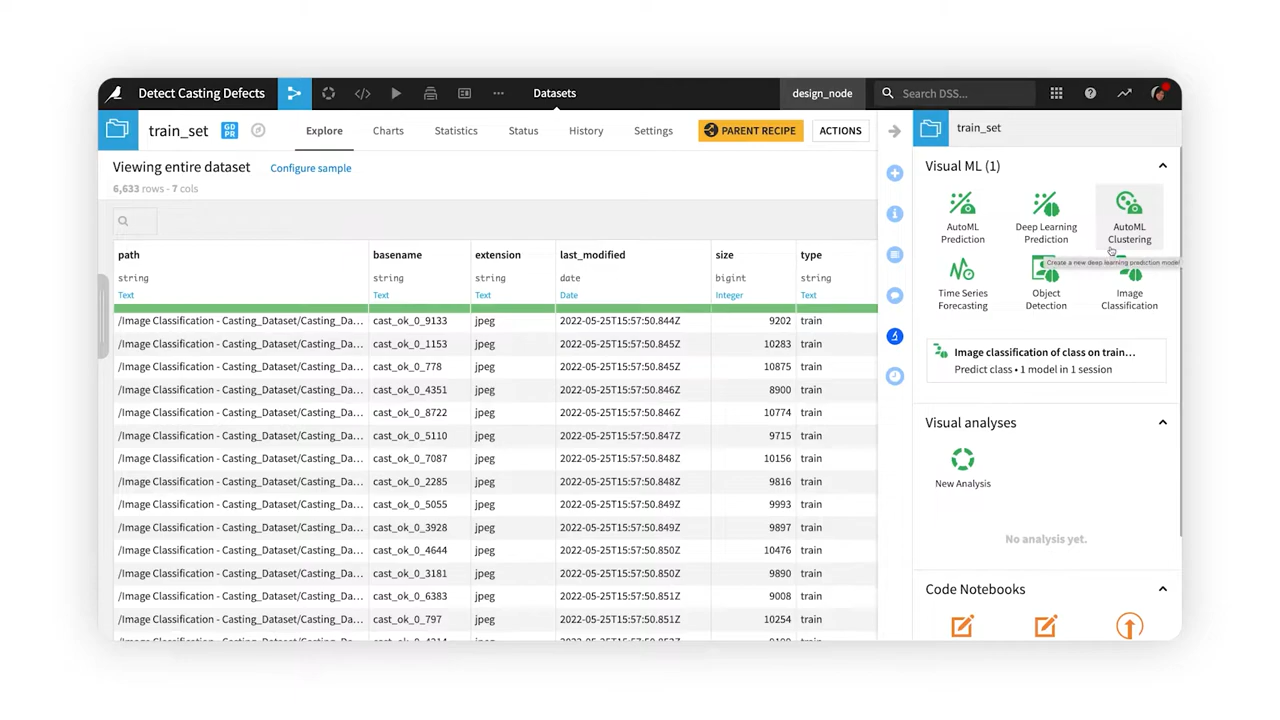 Detect Casting Defects
Datasets
design_node
Search DSS...
train_set
GD
PR
Explore
Charts
Statistics
Status
History
Settings
PARENT RECIPE
ACTIONS
Viewing entire dataset
Configure sample
6,633 rows - 7 cols
path basename extension last_modified size type
string string string date bigint string
Text Text Text Date Integer Text
/Image Classification - Casting_Dataset/Casting_Da... cast_ok_0_9133 jpeg 2022-05-25T15:57:50.844Z 9202 train
/Image Classification - Casting_Dataset/Casting_Da... cast_ok_0_1153 jpeg 2022-05-25T15:57:50.845Z 10283 train
/Image Classification - Casting_Dataset/Casting_Da... cast_ok_0_778 jpeg 2022-05-25T15:57:50.845Z 10875 train
/Image Classification - Casting_Dataset/Casting_Da... cast_ok_0_4351 jpeg 2022-05-25T15:57:50.846Z 8900 train
/Image Classification - Casting_Dataset/Casting_Da... cast_ok_0_8722 jpeg 2022-05-25T15:57:50.846Z 10774 train
/Image Classification - Casting_Dataset/Casting_Da... cast_ok_0_5110 jpeg 2022-05-25T15:57:50.847Z 9715 train
/Image Classification - Casting_Dataset/Casting_Da... cast_ok_0_7087 jpeg 2022-05-25T15:57:50.847Z 10156 train
/Image Classification - Casting_Dataset/Casting_Da... cast_ok_0_2285 jpeg 2022-05-25T15:57:50.848Z 9816 train
/Image Classification - Casting_Dataset/Casting_Da... cast_ok_0_5055 jpeg 2022-05-25T15:57:50.849Z 9993 train
/Image Classification - Casting_Dataset/Casting_Da... cast_ok_0_3928 jpeg 2022-05-25T15:57:50.849Z 9897 train
/Image Classification - Casting_Dataset/Casting_Da... cast_ok_0_4644 jpeg 2022-05-25T15:57:50.850Z 10476 train
/Image Classification - Casting_Dataset/Casting_Da... cast_ok_0_3181 jpeg 2022-05-25T15:57:50.850Z 9890 train
/Image Classification - Casting_Dataset/Casting_Da... cast_ok_0_6383 jpeg 2022-05-25T15:57:50.851Z 9008 train
/Image Classification - Casting_Dataset/Casting_Da... cast_ok_0_797 jpeg 2022-05-25T15:57:50.851Z 10254 train
train_set
Visual ML (1)
AutoML
Prediction
Deep Learning
Prediction
AutoML
Clustering
Create a new deep learning prediction model
Time Series
Forecasting
Object
Detection
Image
Classification
Image classification of class on train...
Predict class • 1 model in 1 session
Visual analyses
New Analysis
No analysis yet.
Code Notebooks